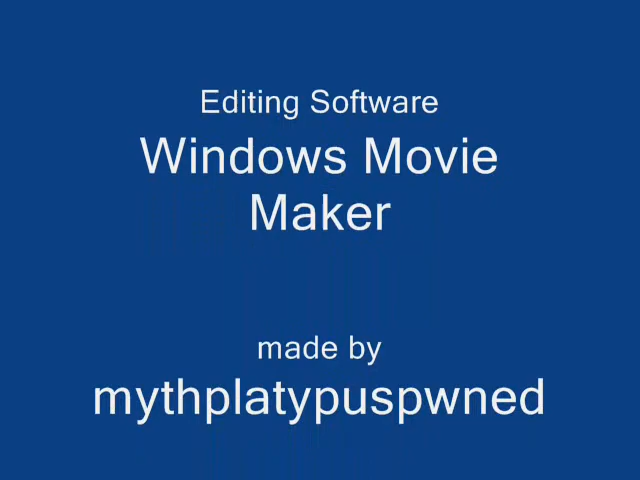 Editing Software
Windows Movie
Maker
made by
mythplatypuspwned